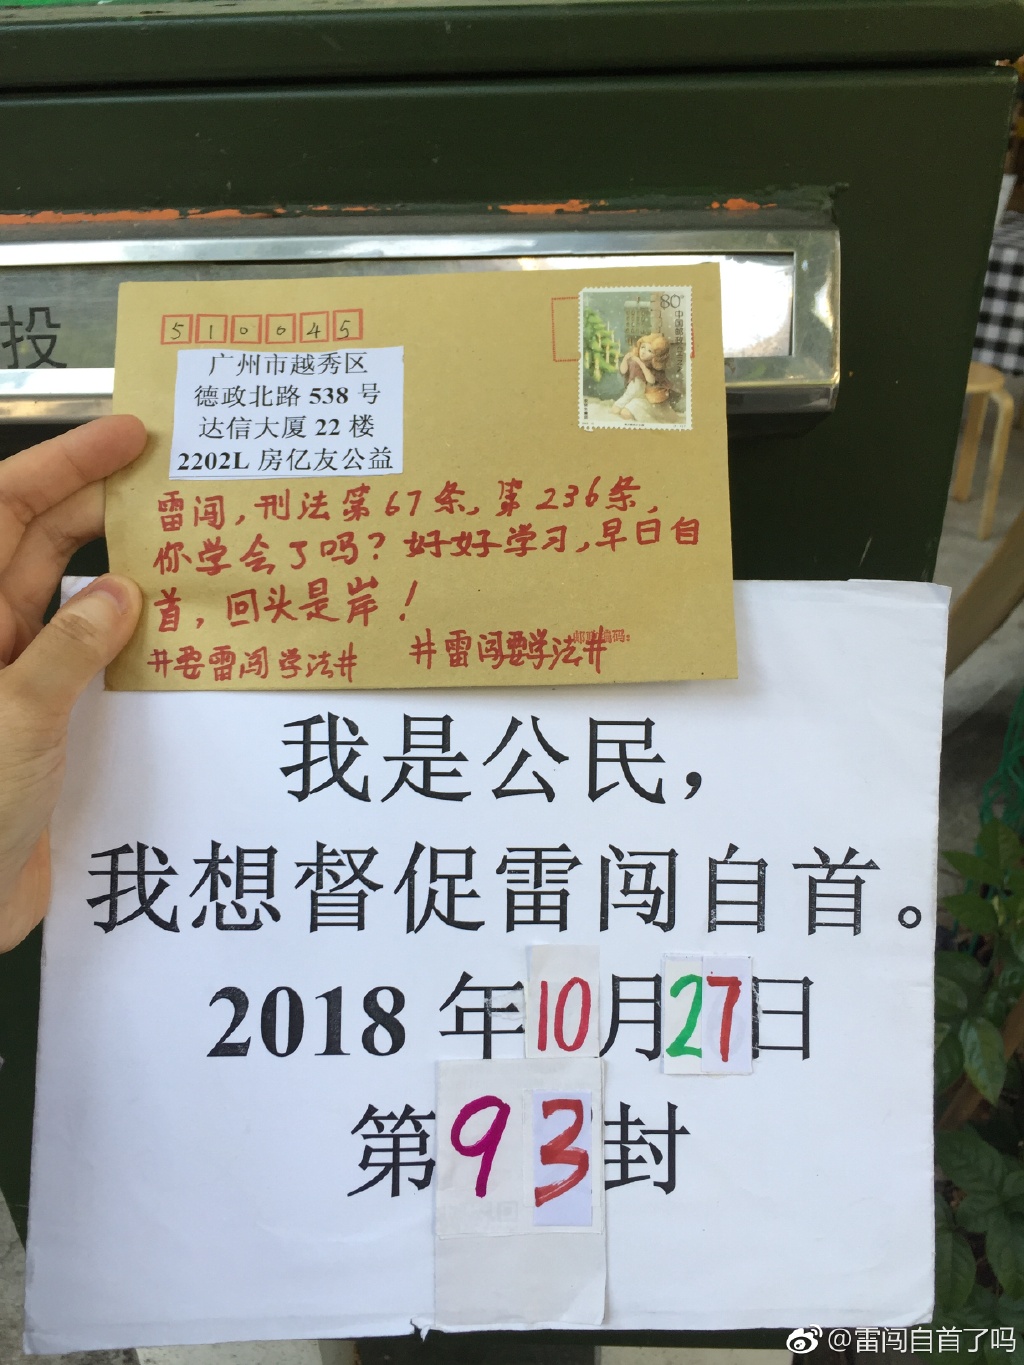 投
510045
80分
中国邮政
广州市越秀区
德政北路 538 号
达信大厦 22 楼
2202L 房亿友公益
雷闯,刑法第67条,第236条,
你学会了吗?好好学习,早日自
首,回头是岸!
#要雷闯学法# #雷闯要学法#
我是公民,
我想督促雷闯自首。
2018 年10月27日
第93封
@雷闯自首了吗